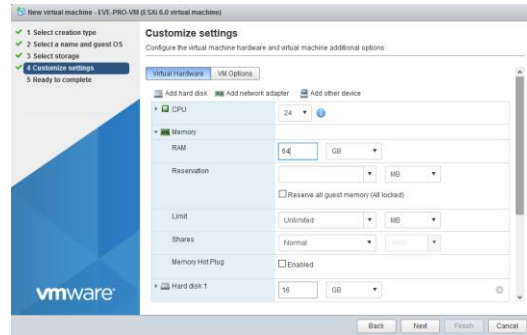 New virtual machine - EVE-PRO-VM (ESXi 6.0 virtual machine)
1 Select creation type
2 Select a name and guest OS
3 Select storage
4 Customize settings
5 Ready to complete
Customize settings
Configure the virtual machine hardware and virtual machine additional options
Virtual Hardware VM Options
Add hard disk Add network adapter Add other device
CPU 24
Memory
RAM 64 GB
Reservation MB
Reserve all guest memory (All locked)
Limit Unlimited MB
Shares Normal
Memory Hot Plug Enabled
Hard disk 1 16 GB
vmware
Back Next Finish Cancel